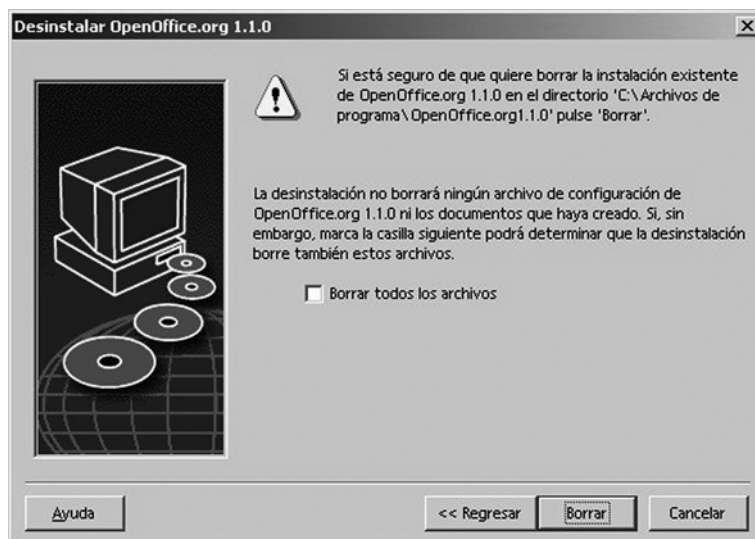 Desinstalar OpenOffice.org 1.1.0
Si está seguro de que quiere borrar la instalación existente
de OpenOffice.org 1.1.0 en el directorio 'C:\Archivos de
programa\OpenOffice.org1.1.0' pulse 'Borrar'.
La desinstalación no borrará ningún archivo de configuración de
OpenOffice.org 1.1.0 ni los documentos que haya creado. Si, sin
embargo, marca la casilla siguiente podrá determinar que la desinstalación
borre también estos archivos.
Borrar todos los archivos
Ayuda
<< Regresar
Borrar
Cancelar